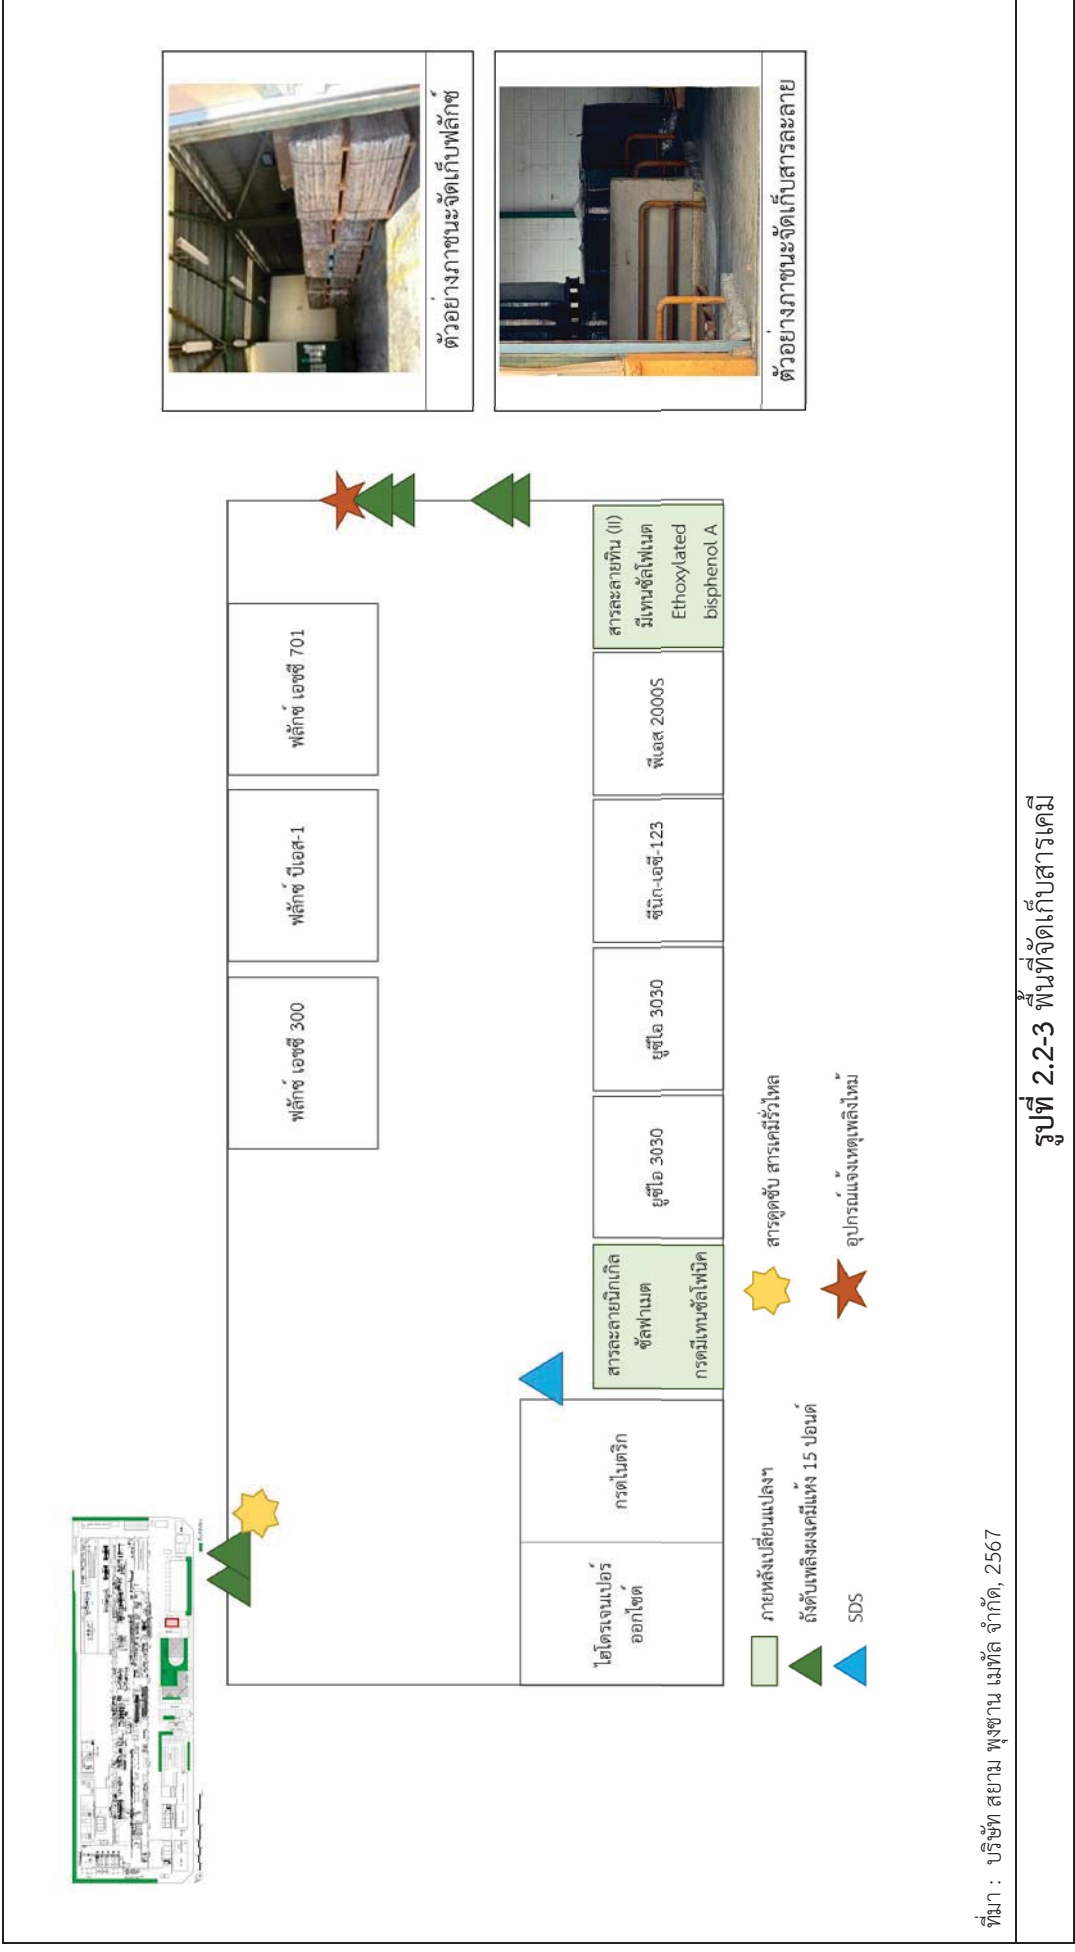 ฟลักซ์ เอชซี 300
ฟลักซ์ บีเอส-1
ฟลักซ์ เอชซี 701
ไฮโดรเจนเปอร์
ออกไซด์
กรดไนตริก
สารละลายนิกเกิล
ซัลฟาเมต
กรดมีเทนซัลโฟนิค
ยูซีโอ 3030
ยูซีโอ 3030
ซีนิก-เอซี-123
พีเอส 2000S
สารละลายทิน (II)
มีเทนซัลโฟเนต
Ethoxylated
bisphenol A
ภายหลังเปลี่ยนแปลงฯ
ถังดับเพลิงผงเคมีแห้ง 15 ปอนด์
SDS
สารดูดซับ สารเคมีรั่วไหล
อุปกรณ์แจ้งเหตุเพลิงไหม้
ตัวอย่างภาชนะจัดเก็บฟลักซ์
ตัวอย่างภาชนะจัดเก็บสารละลาย
ที่มา : บริษัท สยาม พุงซาน เมทัล จำกัด, 2567
รูปที่ 2.2-3 พื้นที่จัดเก็บสารเคมี